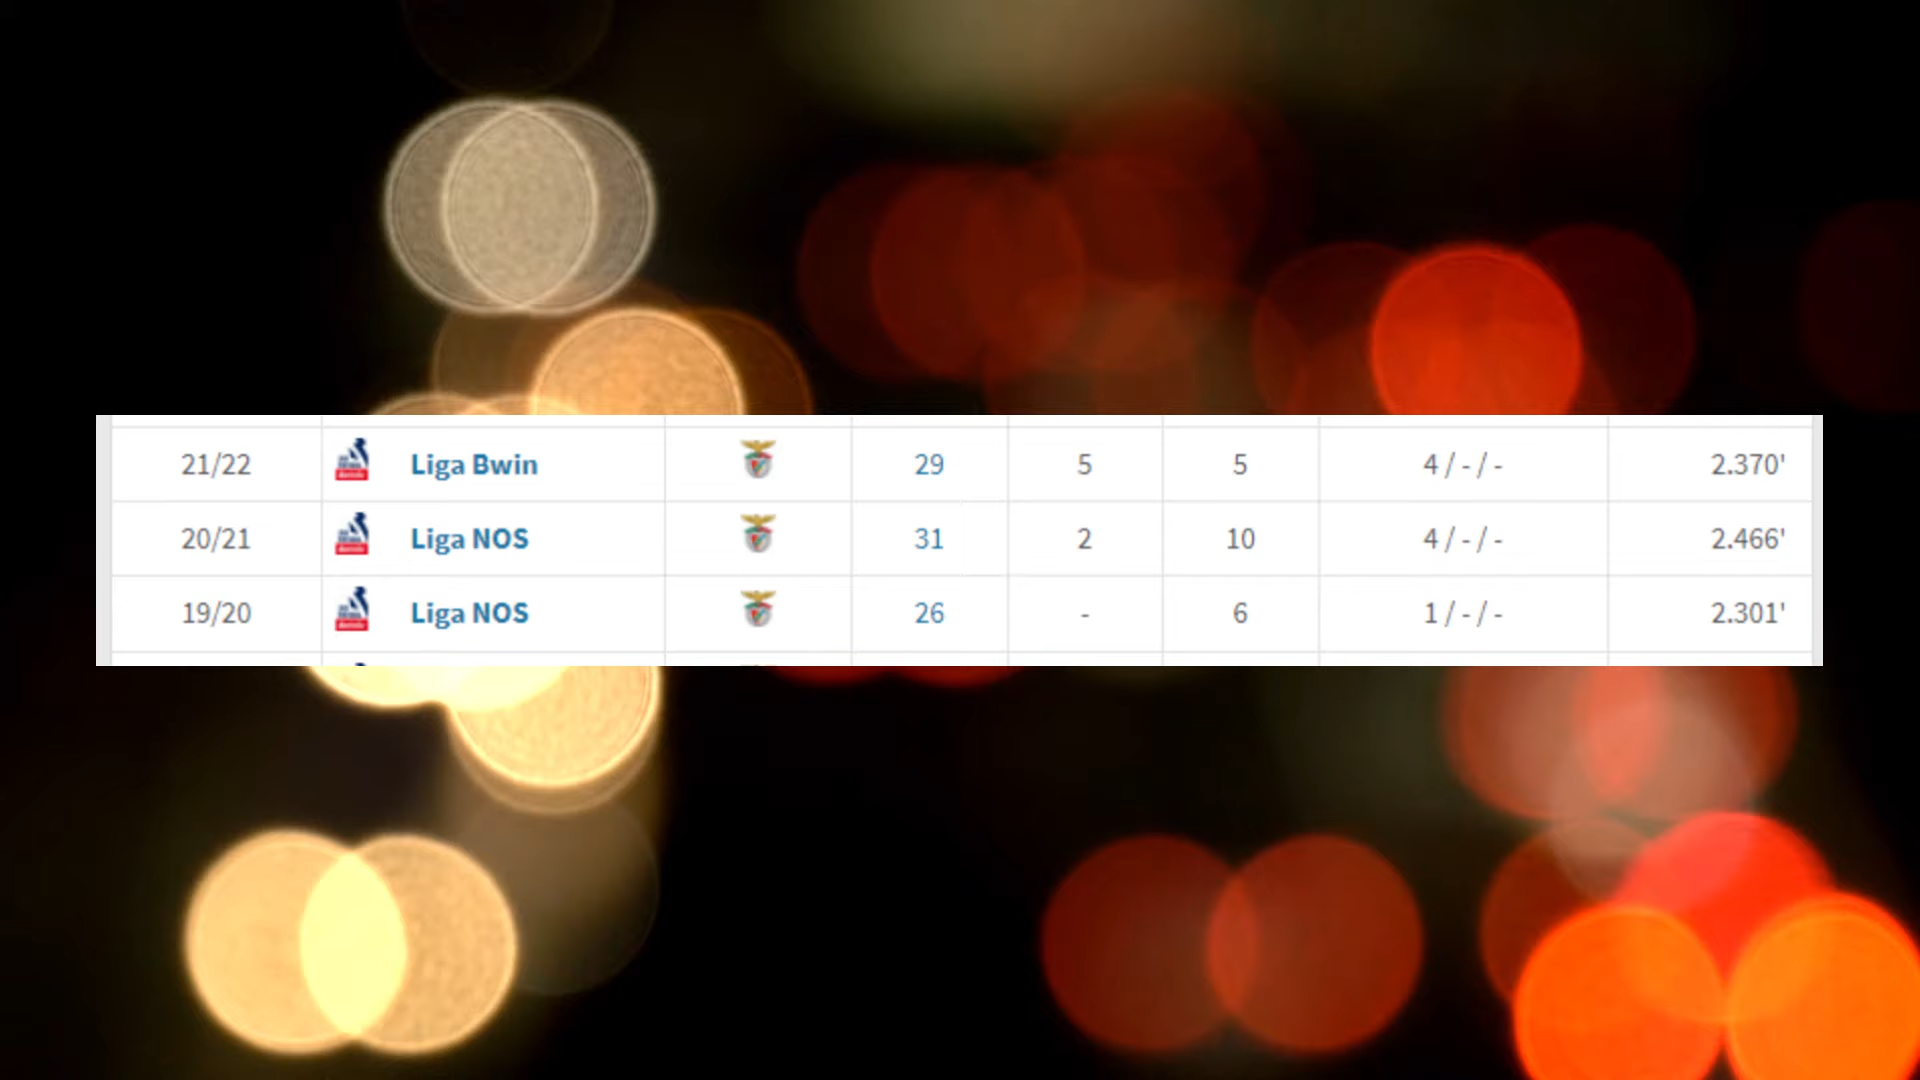 21/22 Liga Bwin 29 5 5 4 / - / - 2.370'
20/21 Liga NOS 31 2 10 4 / - / - 2.466'
19/20 Liga NOS 26 - 6 1 / - / - 2.301'